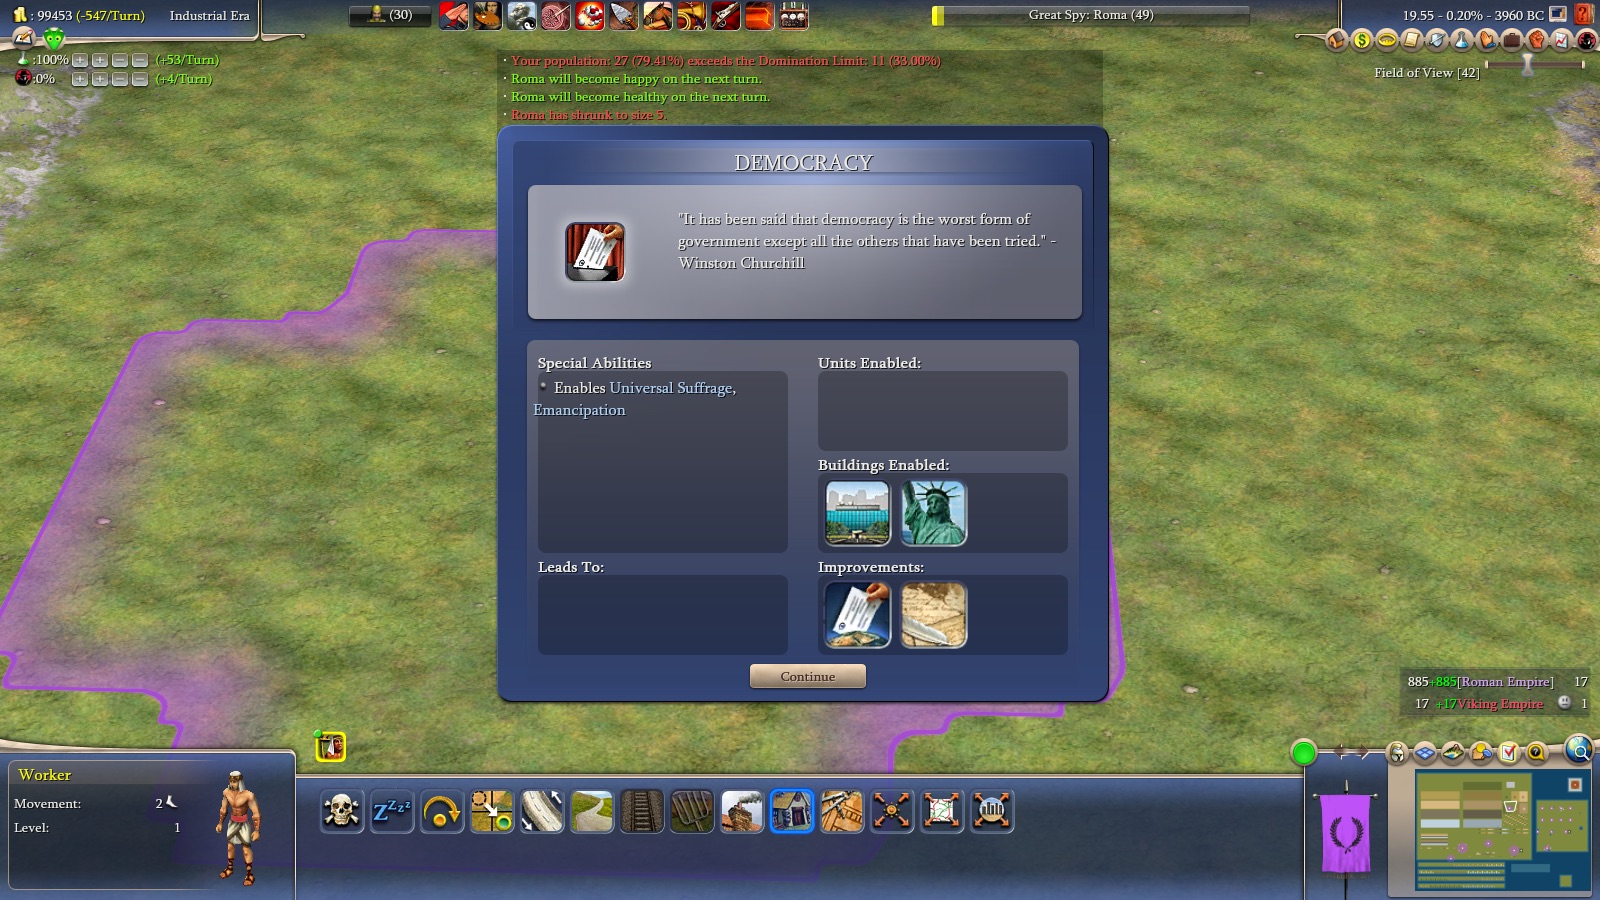 : 99453 (-547/Turn)
Industrial Era
(30)
Great Spy: Roma (49)
19.55 - 0.20% - 3960 BC
:100%
(+53/Turn)
:0%
(+4/Turn)
Field of View [42]
· Your population: 27 (79.41%) exceeds the Domination Limit: 11 (33.00%)
· Roma will become happy on the next turn.
· Roma will become healthy on the next turn.
· Roma has shrunk to size 5.
DEMOCRACY
"It has been said that democracy is the worst form of
government except all the others that have been tried." -
Winston Churchill
Special Abilities
Enables Universal Suffrage,
Emancipation
Units Enabled:
Buildings Enabled:
Leads To:
Improvements:
Continue
885+885[Roman Empire] 17
17 +17Viking Empire 1
Worker
Movement: 2
Level: 1
ZZzzz